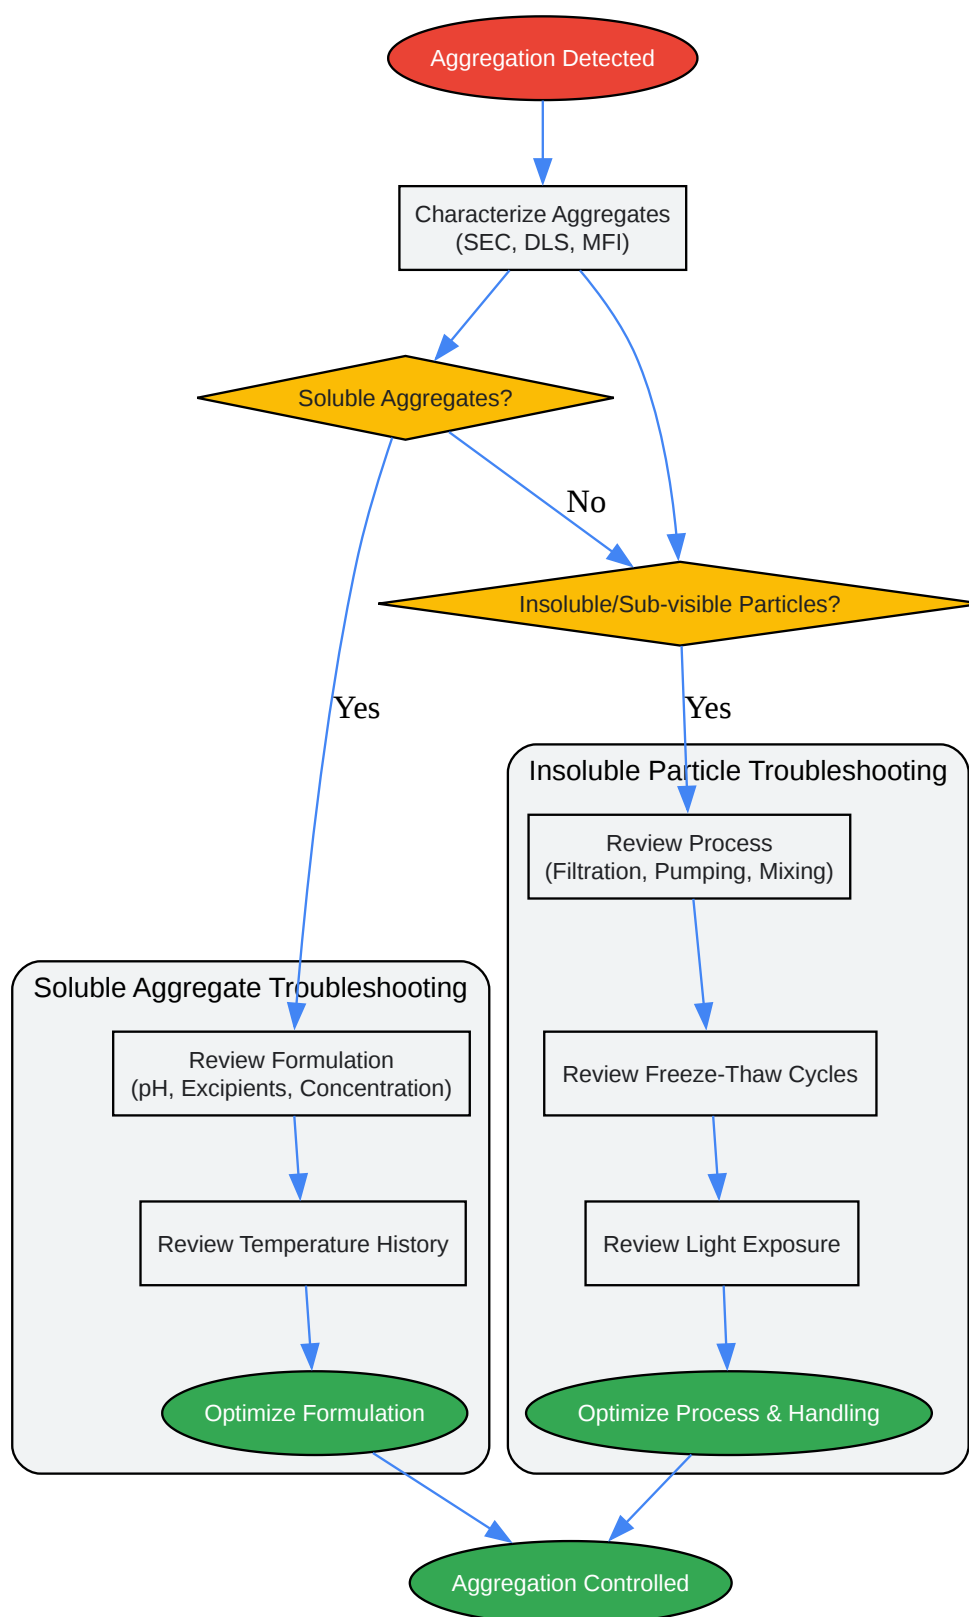 Aggregation Detected
Characterize Aggregates
(SEC, DLS, MFI)
Soluble Aggregates?
No
Insoluble/Sub-visible Particles?
Yes
Yes
Insoluble Particle Troubleshooting
Review Process
(Filtration, Pumping, Mixing)
Soluble Aggregate Troubleshooting
Review Formulation
(pH, Excipients, Concentration)
Review Freeze-Thaw Cycles
Review Temperature History
Review Light Exposure
Optimize Formulation
Optimize Process & Handling
Aggregation Controlled